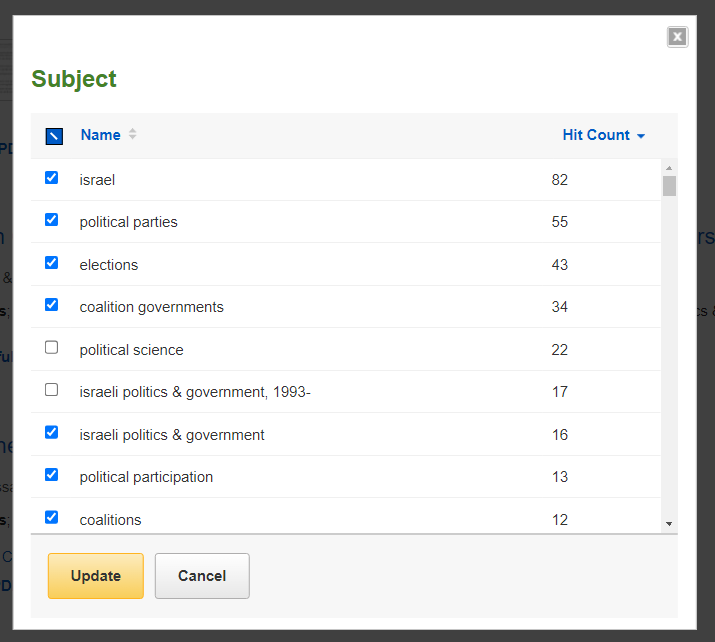 x
Subject
Name Hit Count
israel 82
political parties 55
elections 43
coalition governments 34
political science 22
israeli politics & government, 1993- 17
israeli politics & government 16
political participation 13
coalitions 12
Update Cancel